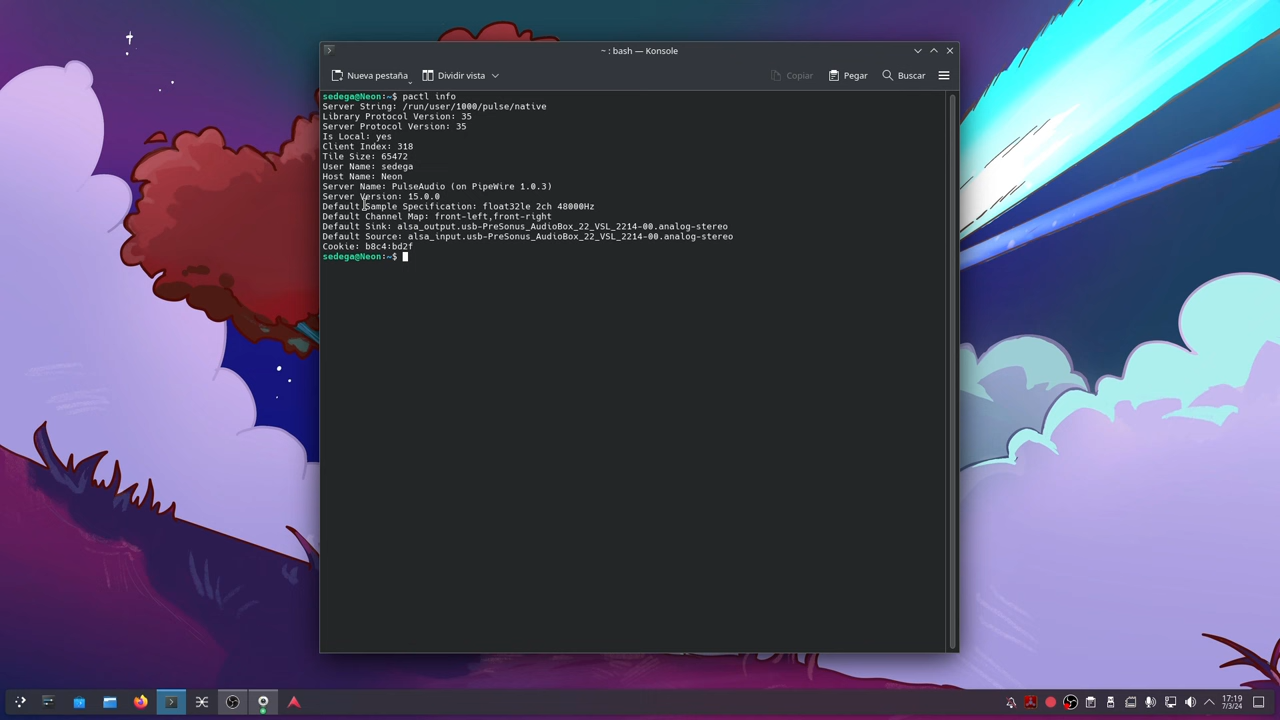 ~ : bash — Konsole
Nueva pestaña
Dividir vista
Copiar
Pegar
Buscar
sedega@Neon:~$ pactl info
Server String: /run/user/1000/pulse/native
Library Protocol Version: 35
Server Protocol Version: 35
Is Local: yes
Client Index: 318
Tile Size: 65472
User Name: sedega
Host Name: Neon
Server Name: PulseAudio (on PipeWire 1.0.3)
Server Version: 15.0.0
Default Sample Specification: float32le 2ch 48000Hz
Default Channel Map: front-left,front-right
Default Sink: alsa_output.usb-PreSonus_AudioBox_22_VSL_2214-00.analog-stereo
Default Source: alsa_input.usb-PreSonus_AudioBox_22_VSL_2214-00.analog-stereo
Cookie: b8c4:bd2f
sedega@Neon:~$
17:19
7/3/24